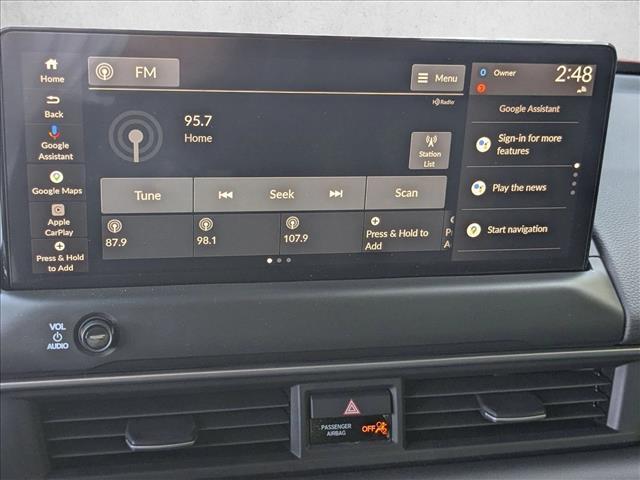 Home
Back
Google
Assistant
Google Maps
Apple
CarPlay
Press & Hold
to Add
FM
Menu
HD Radio
95.7
Home
Station
List
Tune
Seek
Scan
87.9
98.1
107.9
Press & Hold to
Add
Owner
2:48
Google Assistant
Sign-in for more
features
Play the news
Start navigation
VOL
AUDIO
PASSENGER
AIRBAG
OFF